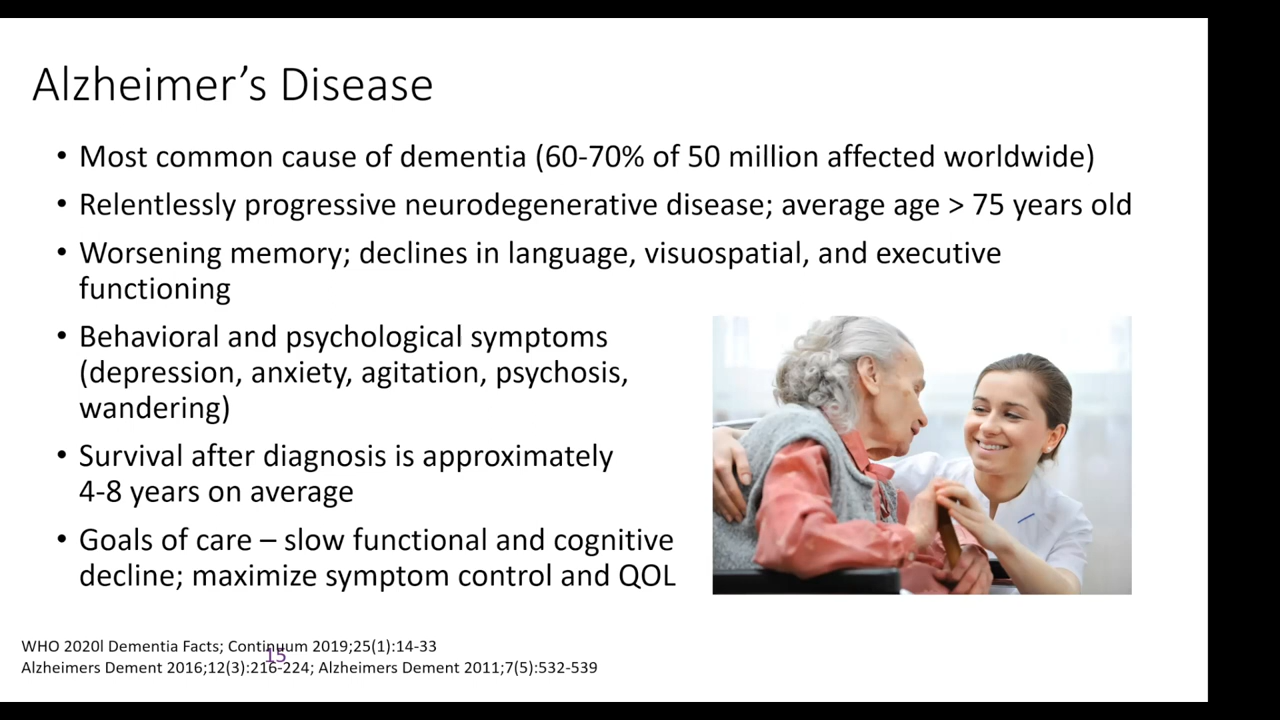 Alzheimer’s Disease
• Most common cause of dementia (60-70% of 50 million affected worldwide)
• Relentlessly progressive neurodegenerative disease; average age > 75 years old
• Worsening memory; declines in language, visuospatial, and executive
functioning
• Behavioral and psychological symptoms
(depression, anxiety, agitation, psychosis,
wandering)
• Survival after diagnosis is approximately
4-8 years on average
• Goals of care – slow functional and cognitive
decline; maximize symptom control and QOL
WHO 2020l Dementia Facts; Continuum 2019;25(1):14-33
15
Alzheimers Dement 2016;12(3):216-224; Alzheimers Dement 2011;7(5):532-539